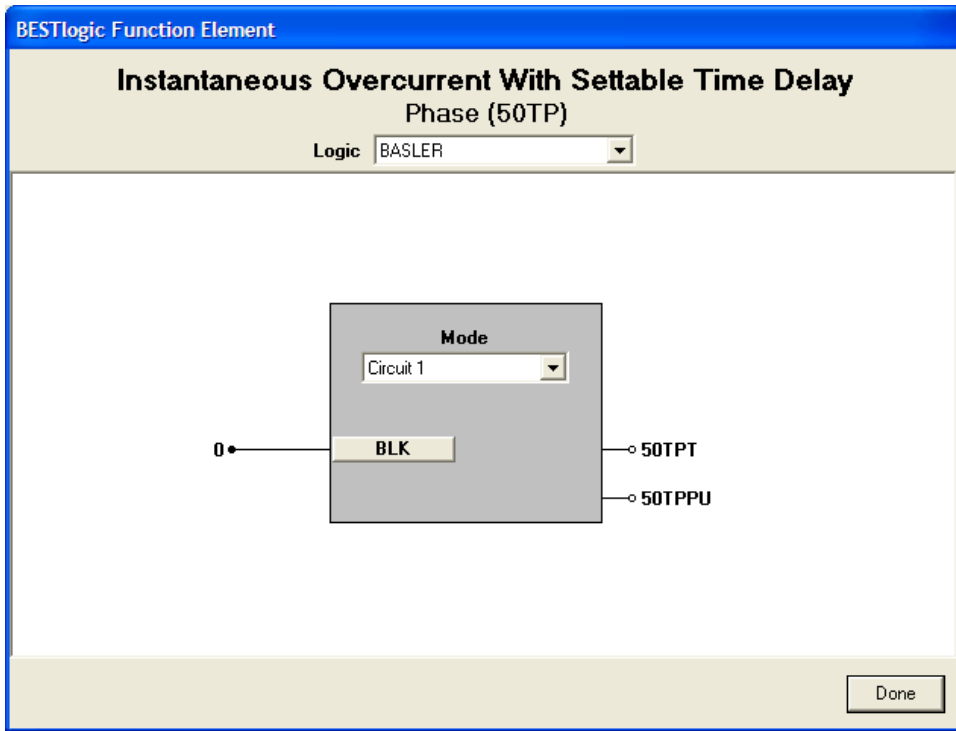 BESTlogic Function Element
Instantaneous Overcurrent With Settable Time Delay
Phase (50TP)
Logic BASLER
Mode
Circuit 1
0 BLK 50TPT
50TPPU
Done